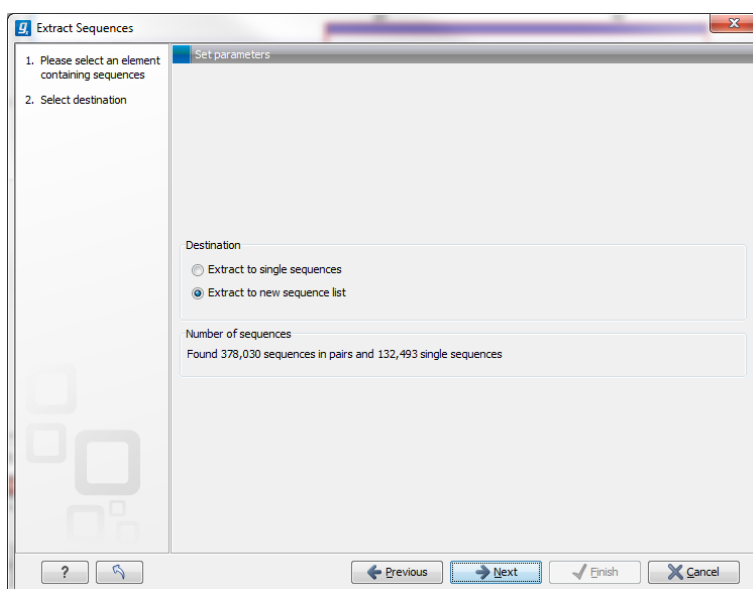 Extract Sequences
1. Please select an element
containing sequences
2. Select destination
Set parameters
Destination
Extract to single sequences
Extract to new sequence list
Number of sequences
Found 378,030 sequences in pairs and 132,493 single sequences
?
Previous
Next
Finish
Cancel